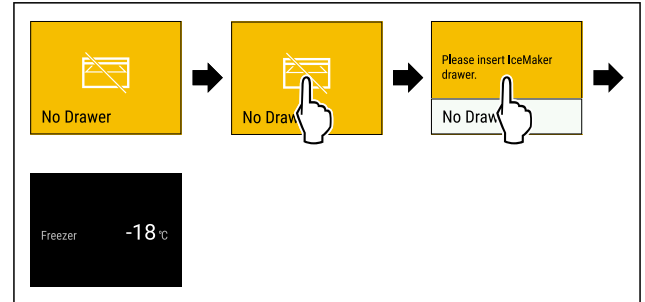 No Drawer
No Draw
Please insert IceMaker
drawer.
No Draw
Freezer -18 °C